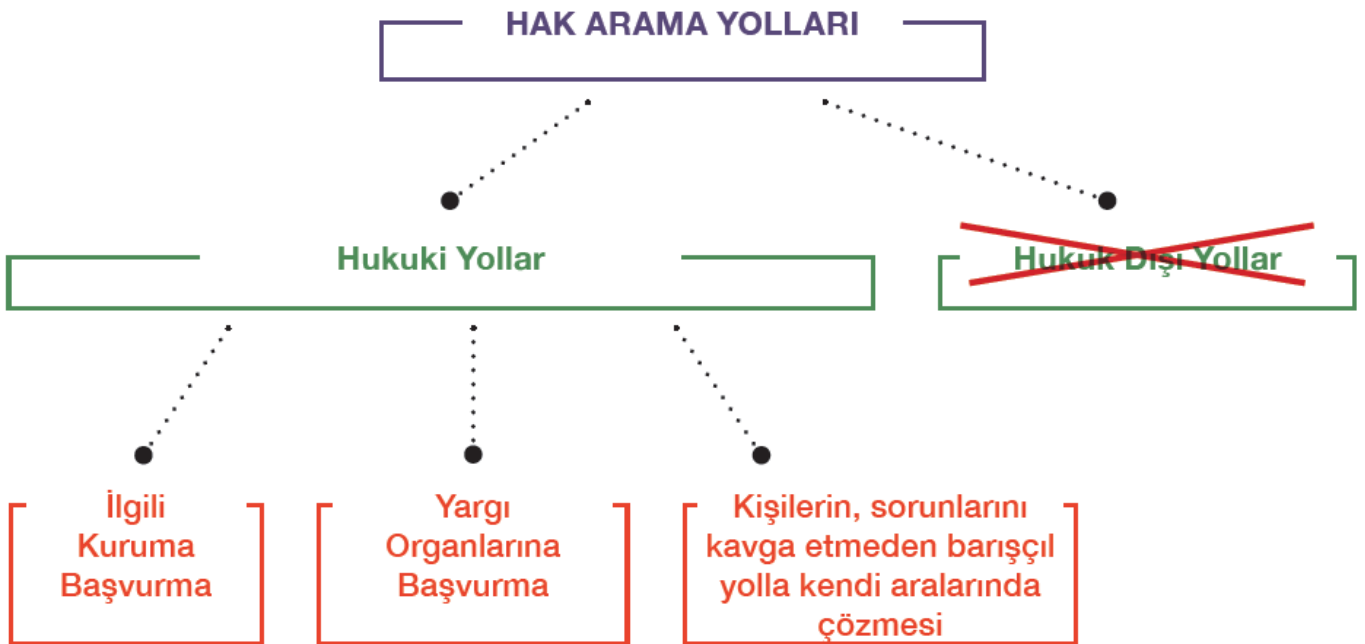 HAK ARAMA YOLLARI
Hukuki Yollar
Hukuk Dışı Yollar
İlgili
Kuruma
Başvurma
Yargı
Organlarına
Başvurma
Kişilerin, sorunlarını
kavga etmeden barışçıl
yolla kendi aralarında
çözmesi